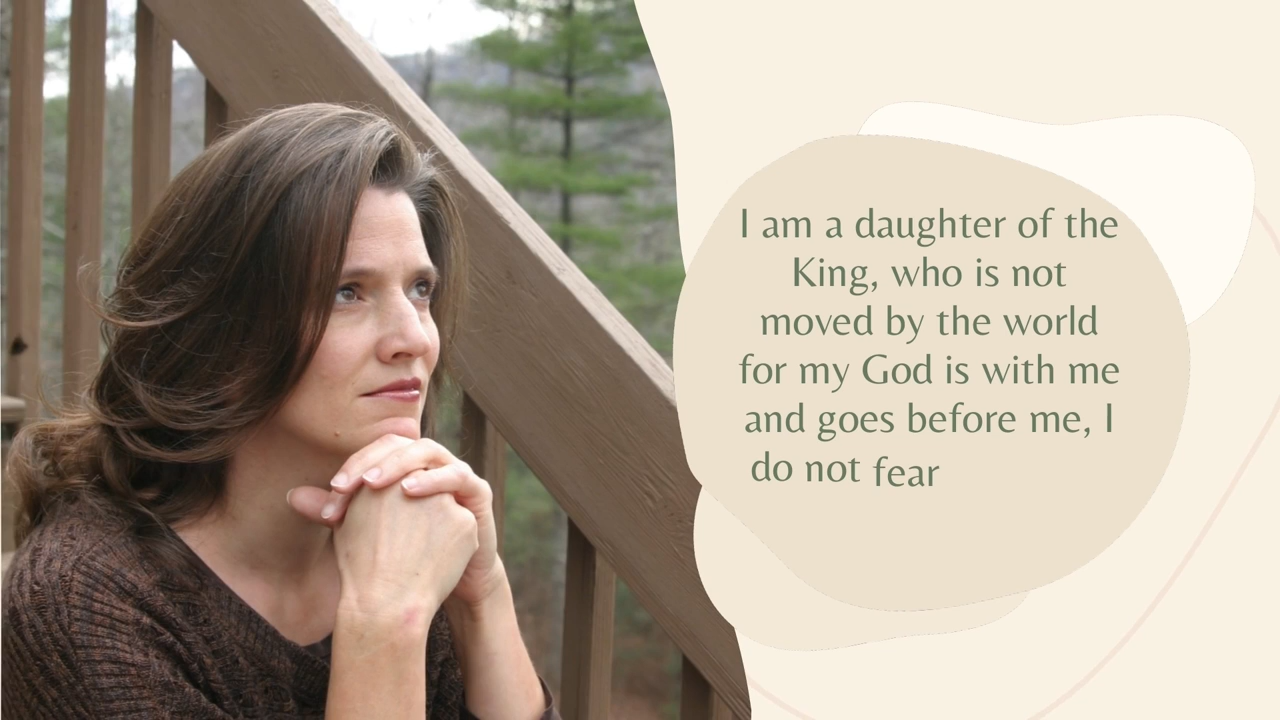 I am a daughter of the
King, who is not
moved by the world
for my God is with me
and goes before me, I
do not fear